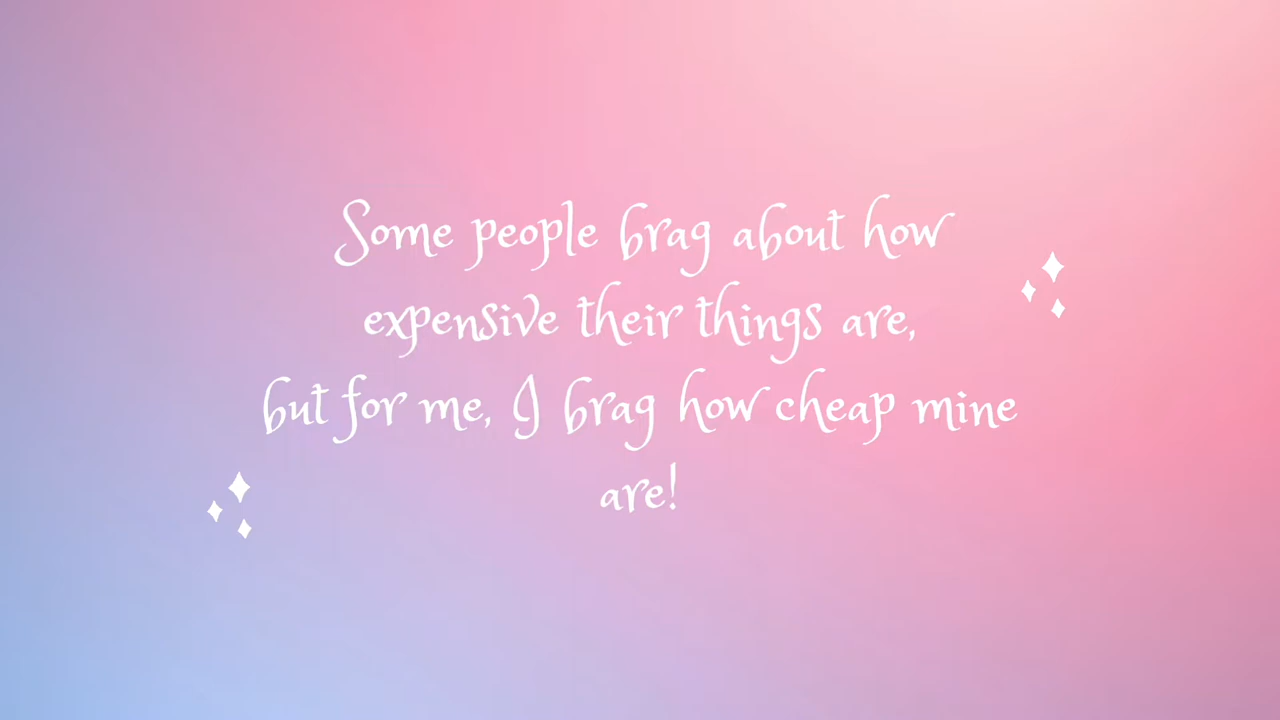 Some people brag about how
expensive their things are,
but for me, I brag how cheap mine
are!